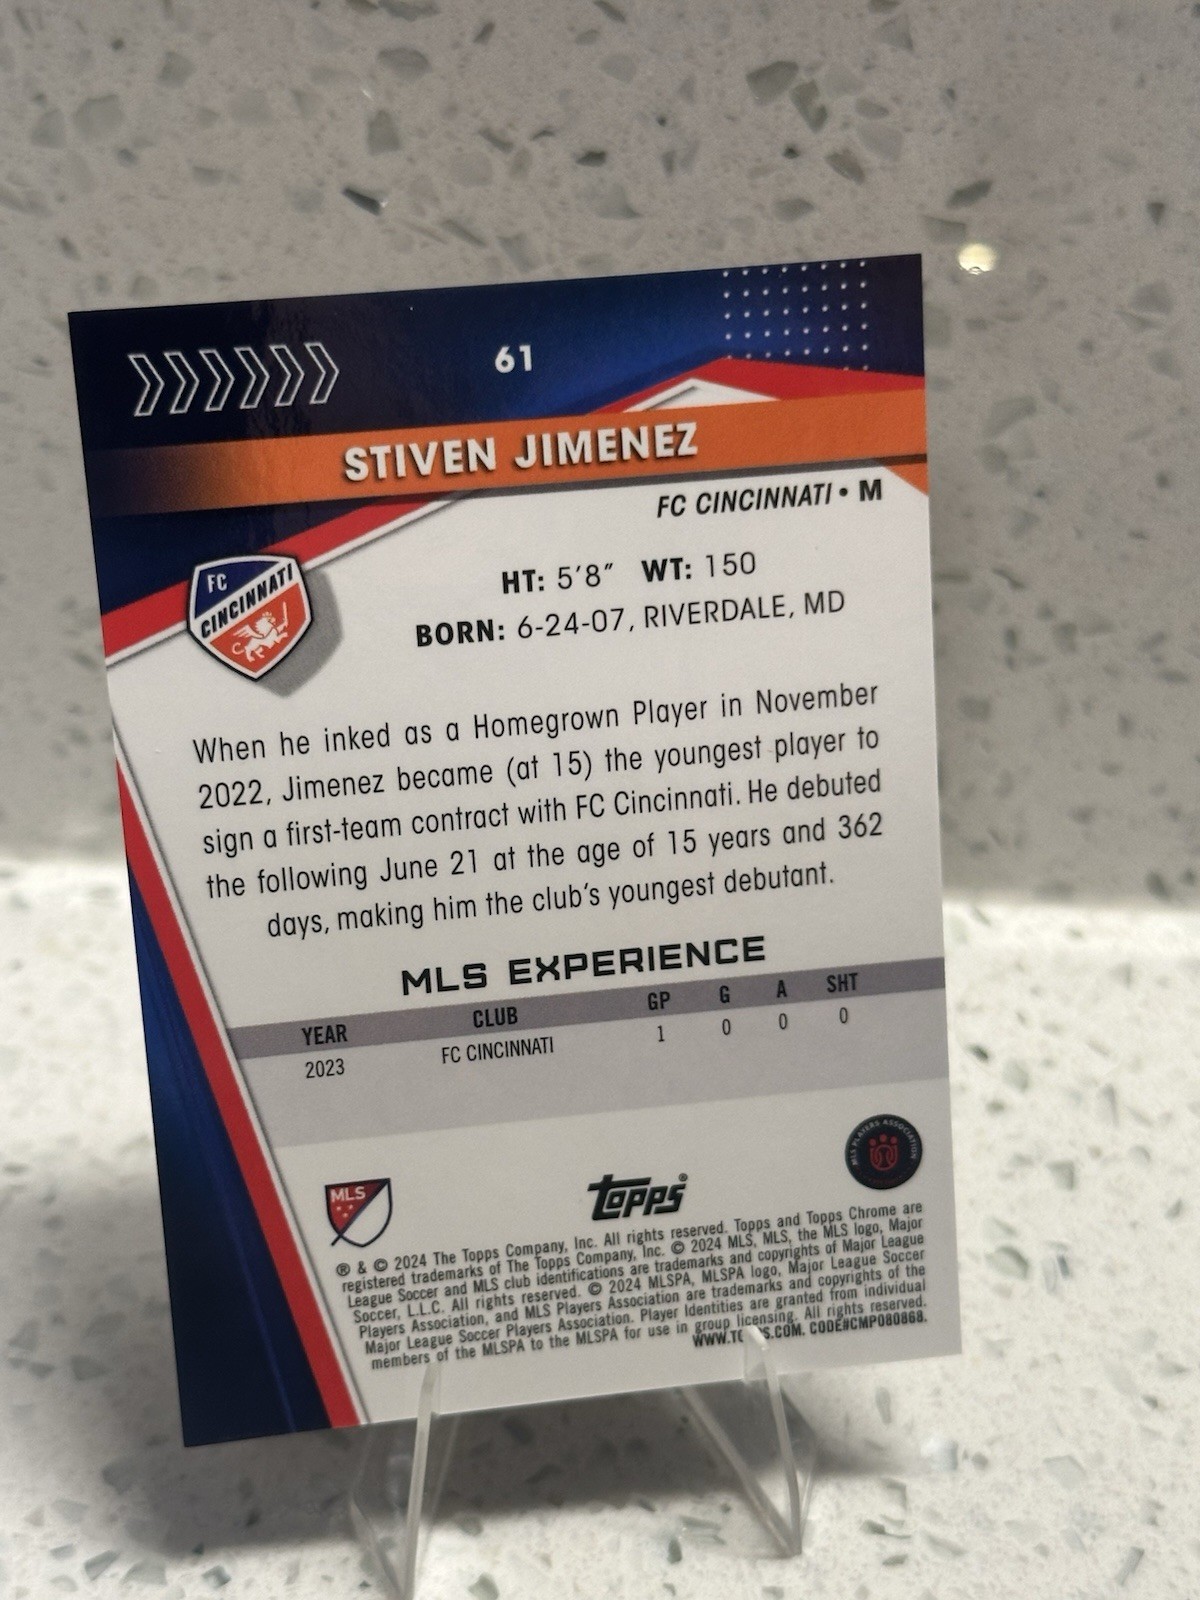 61
STIVEN JIMENEZ
FC CINCINNATI • M
FC
CINCINNATI
HT: 5'8" WT: 150
BORN: 6-24-07, RIVERDALE, MD
When he inked as a Homegrown Player in November
2022, Jimenez became (at 15) the youngest player to
sign a first-team contract with FC Cincinnati. He debuted
the following June 21 at the age of 15 years and 362
days, making him the club's youngest debutant.
MLS EXPERIENCE
YEAR CLUB GP G A SHT
2023 FC CINCINNATI 1 0 0 0
MLS PLAYERS ASSOCIATION
MLS
topps®
® & © 2024 The Topps Company, Inc. All rights reserved. Topps and Topps Chrome are
registered trademarks of The Topps Company, Inc. © 2024 MLS, MLS, the MLS logo, Major
League Soccer and MLS club identifications are trademarks and copyrights of Major League
Soccer, L.L.C. All rights reserved. © 2024 MLSPA, MLSPA logo, Major League Soccer
Players Association, and MLS Players Association are trademarks and copyrights of the
Major League Soccer Players Association. Player Identities are granted from individual
members of the MLSPA to the MLSPA for use in group licensing. All rights reserved.
CODE#CMP080868.